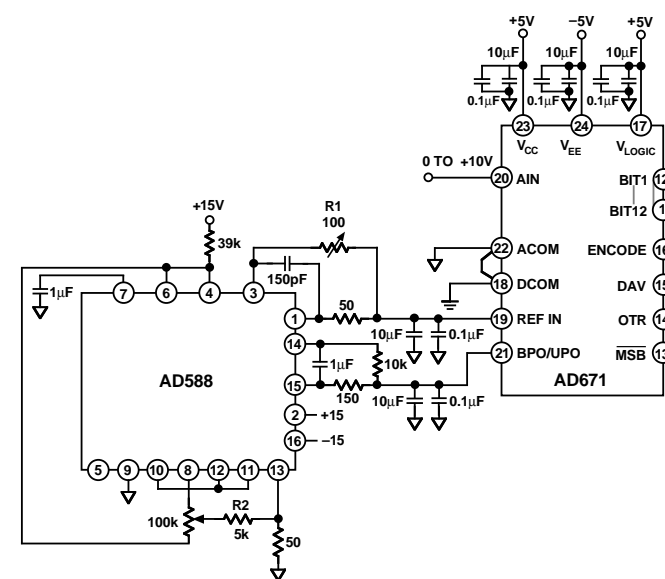 +5V −5V +5V
10µF 10µF 10µF
0.1µF 0.1µF 0.1µF
23 24 17
VCC VEE VLOGIC
0 TO +10V
20 AIN
BIT1 12
BIT12 1
22 ACOM
ENCODE 16
18 DCOM
DAV 15
19 REF IN
OTR 14
21 BPO/UPO
MSB 13
AD671
+15V
39k
R1
100
150pF
1µF
7 6 4 3
1
50
10µF 0.1µF
14
1µF
10k
15
150
10µF 0.1µF
AD588
2 +15
16 −15
5 9 10 8 12 11 13
100k
R2
5k
50